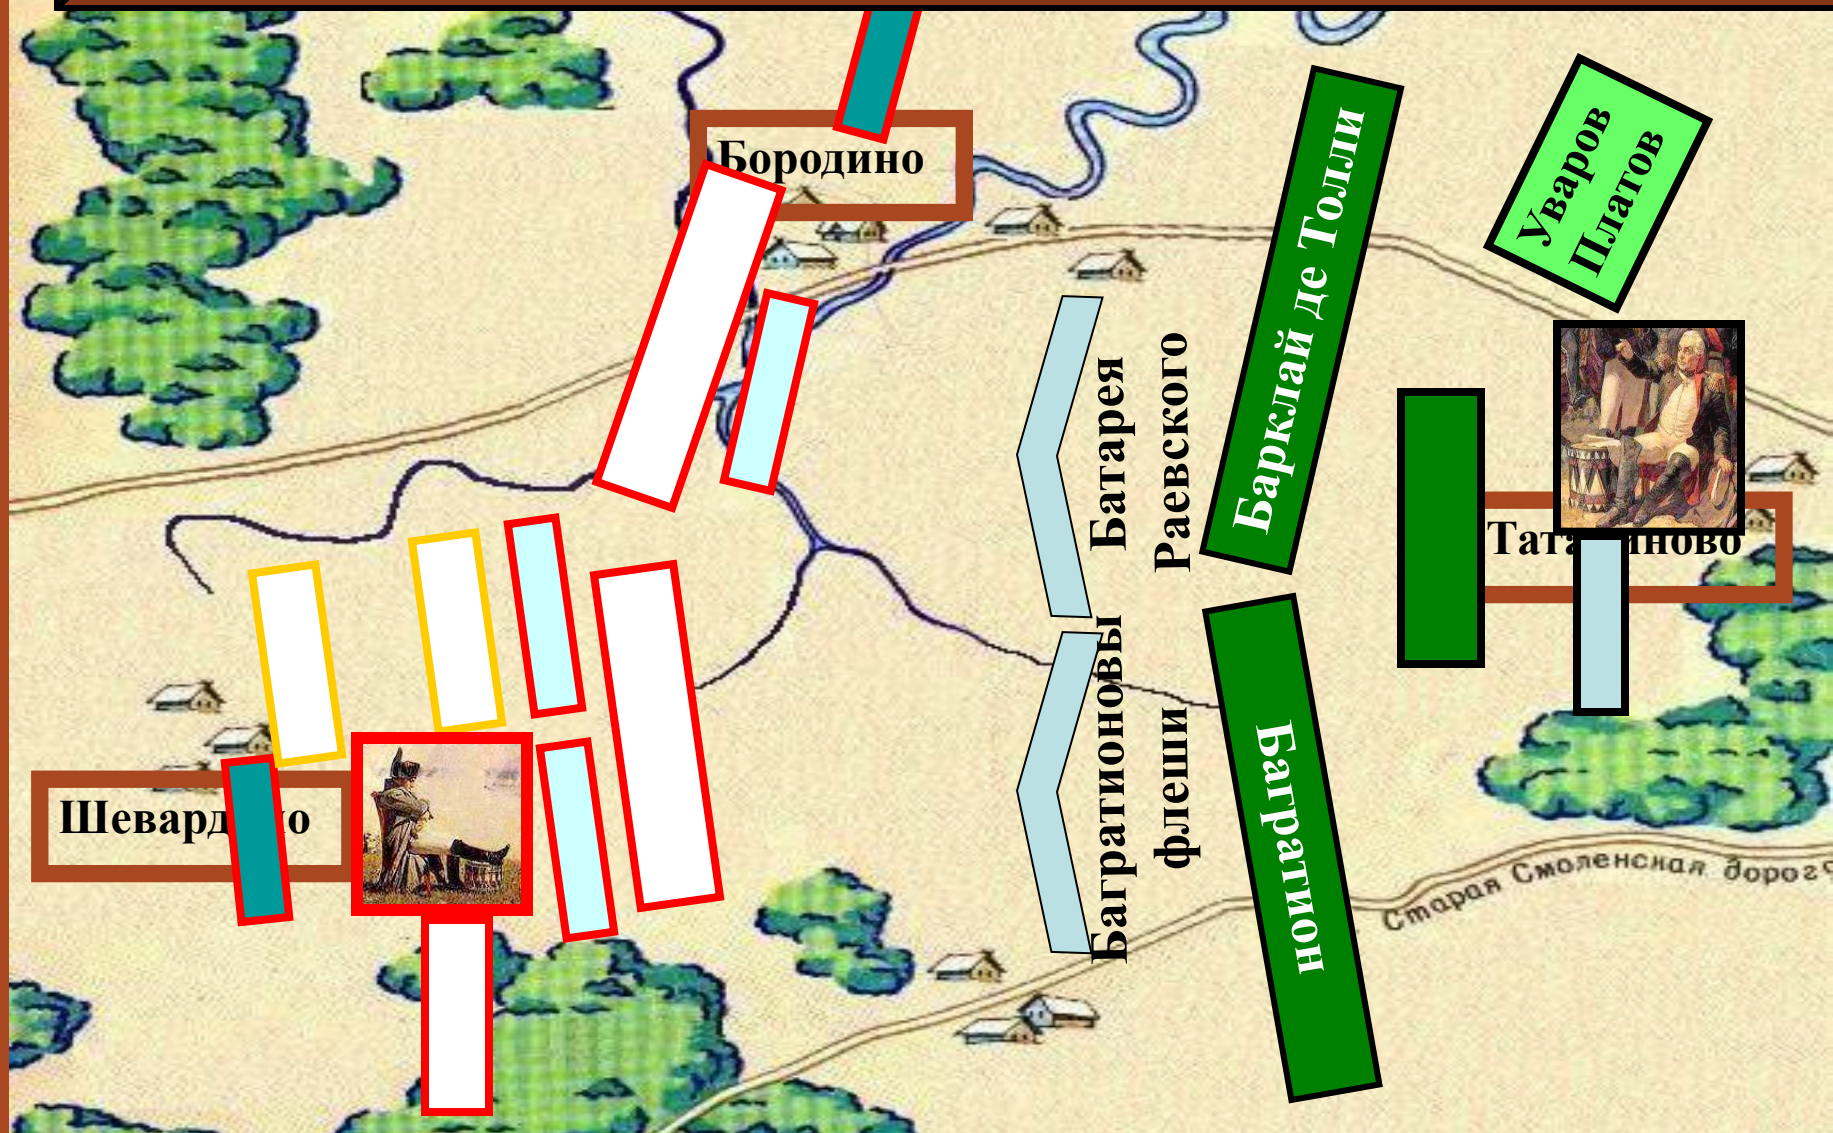 Бородино
Уваров
Платов
Барклай де Толли
Батарея
Раевского
Багратионовы
флеши
Багратион
Старая Смоленская